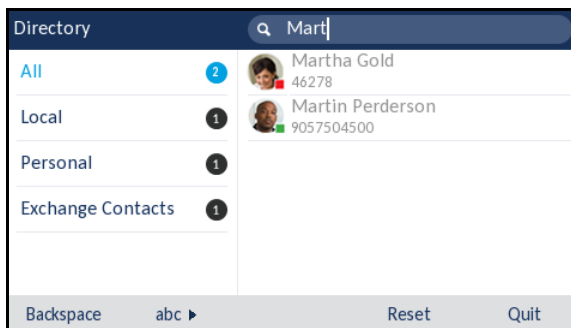 Directory
Mart
All 2
Local 1
Personal 1
Exchange Contacts 1
Martha Gold
46278
Martin Perderson
9057504500
Backspace abc Reset Quit